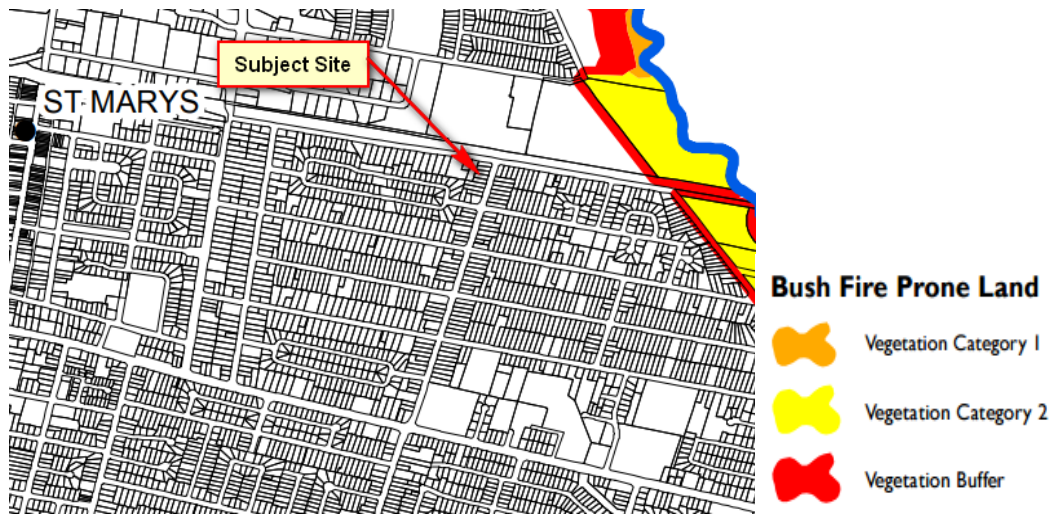 Subject Site
ST MARYS
Bush Fire Prone Land
Vegetation Category 1
Vegetation Category 2
Vegetation Buffer